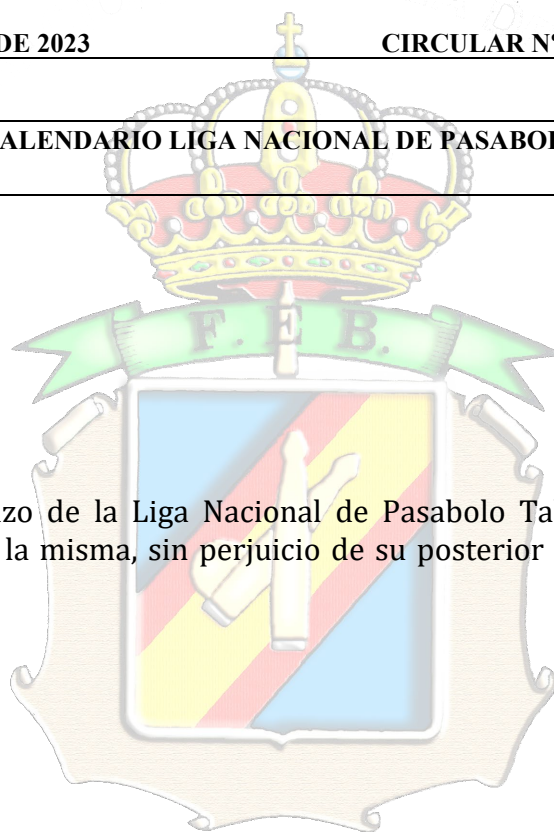 DE 2023 CIRCULAR Nº
ALENDARIO LIGA NACIONAL DE PASABOL
F. E B.
zo de la Liga Nacional de Pasabolo Ta
la misma, sin perjuicio de su posterior